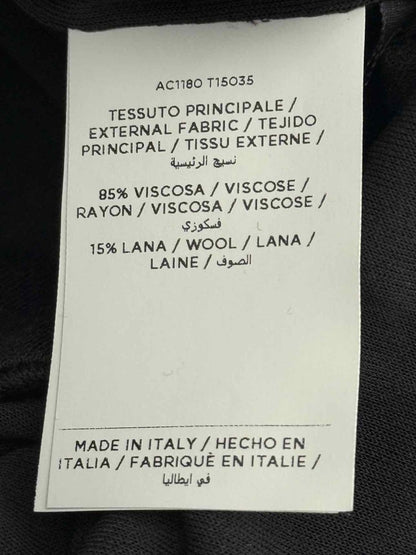 AC1180 T15035
TESSUTO PRINCIPALE /
EXTERNAL FABRIC / TEJIDO
PRINCIPAL / TISSU EXTERNE /
نسيج الرئيسية
85% VISCOSA / VISCOSE /
RAYON / VISCOSA / VISCOSE /
فسكوزي
15% LANA / WOOL / LANA /
LAINE / الصوف
MADE IN ITALY / HECHO EN
ITALIA / FABRIQUÈ EN ITALIE /
في ايطاليا